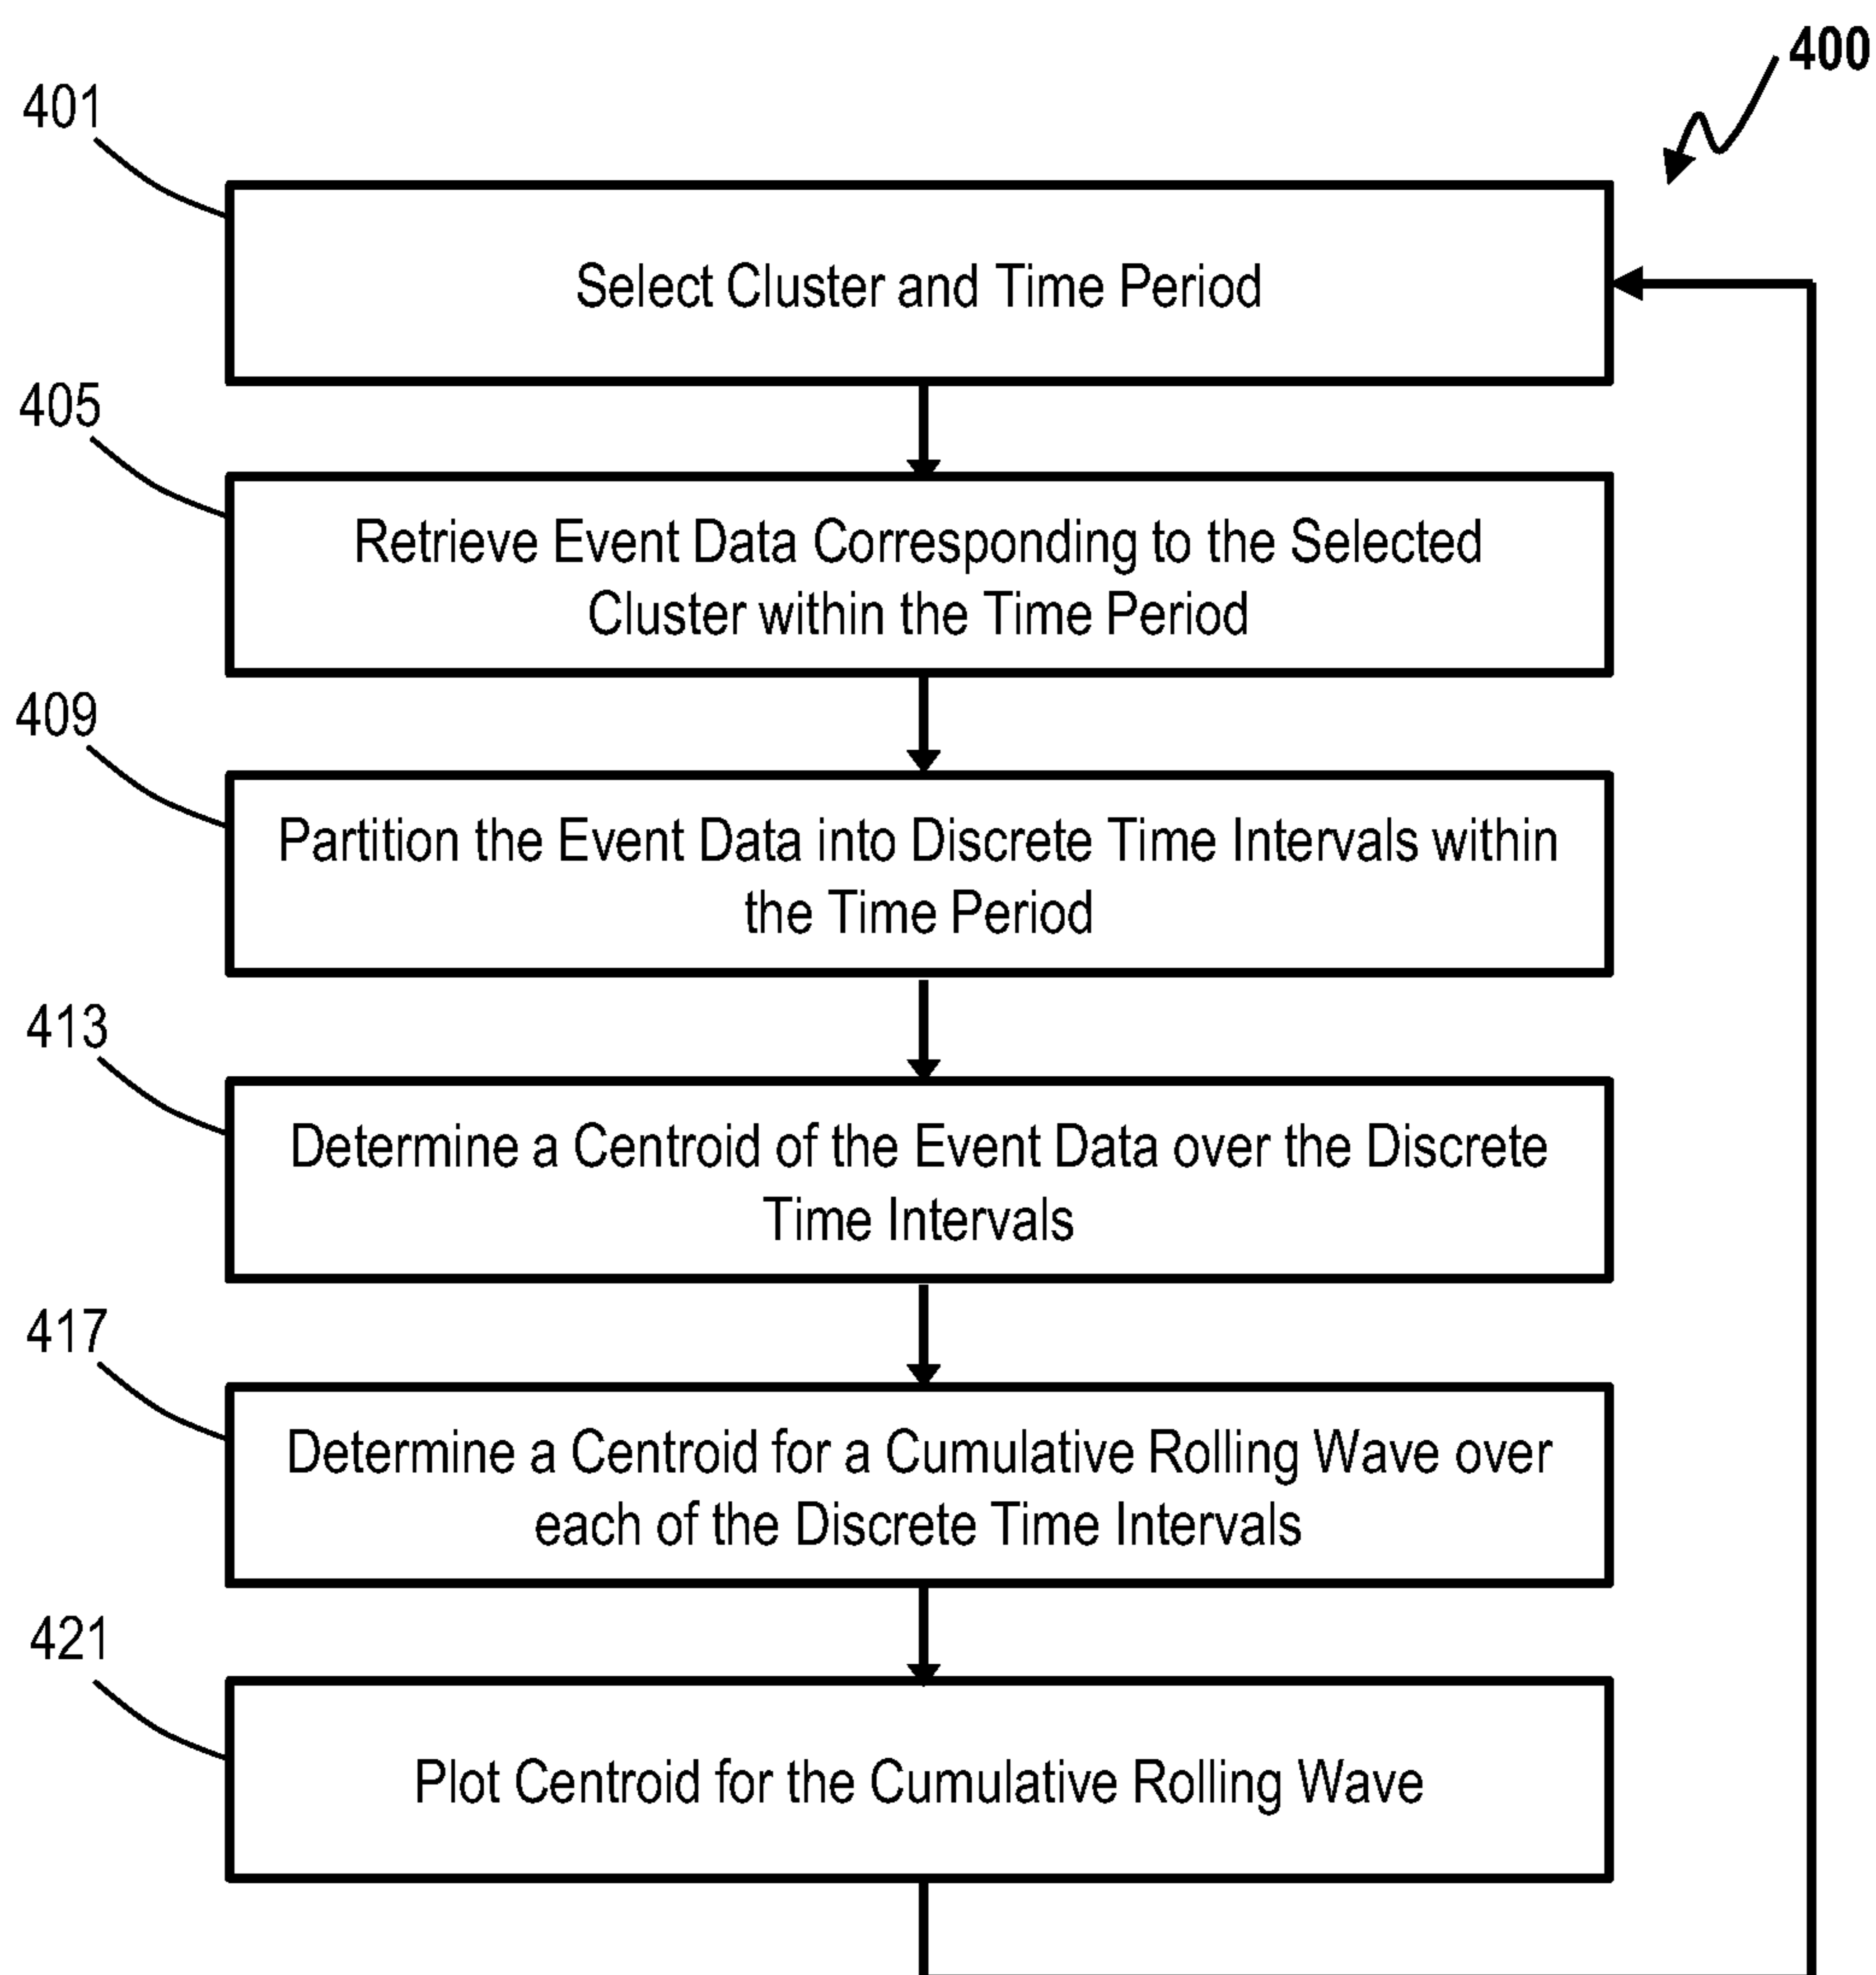 400
401
Select Cluster and Time Period
405
Retrieve Event Data Corresponding to the Selected
Cluster within the Time Period
409
Partition the Event Data into Discrete Time Intervals within
the Time Period
413
Determine a Centroid of the Event Data over the Discrete
Time Intervals
417
Determine a Centroid for a Cumulative Rolling Wave over
each of the Discrete Time Intervals
421
Plot Centroid for the Cumulative Rolling Wave